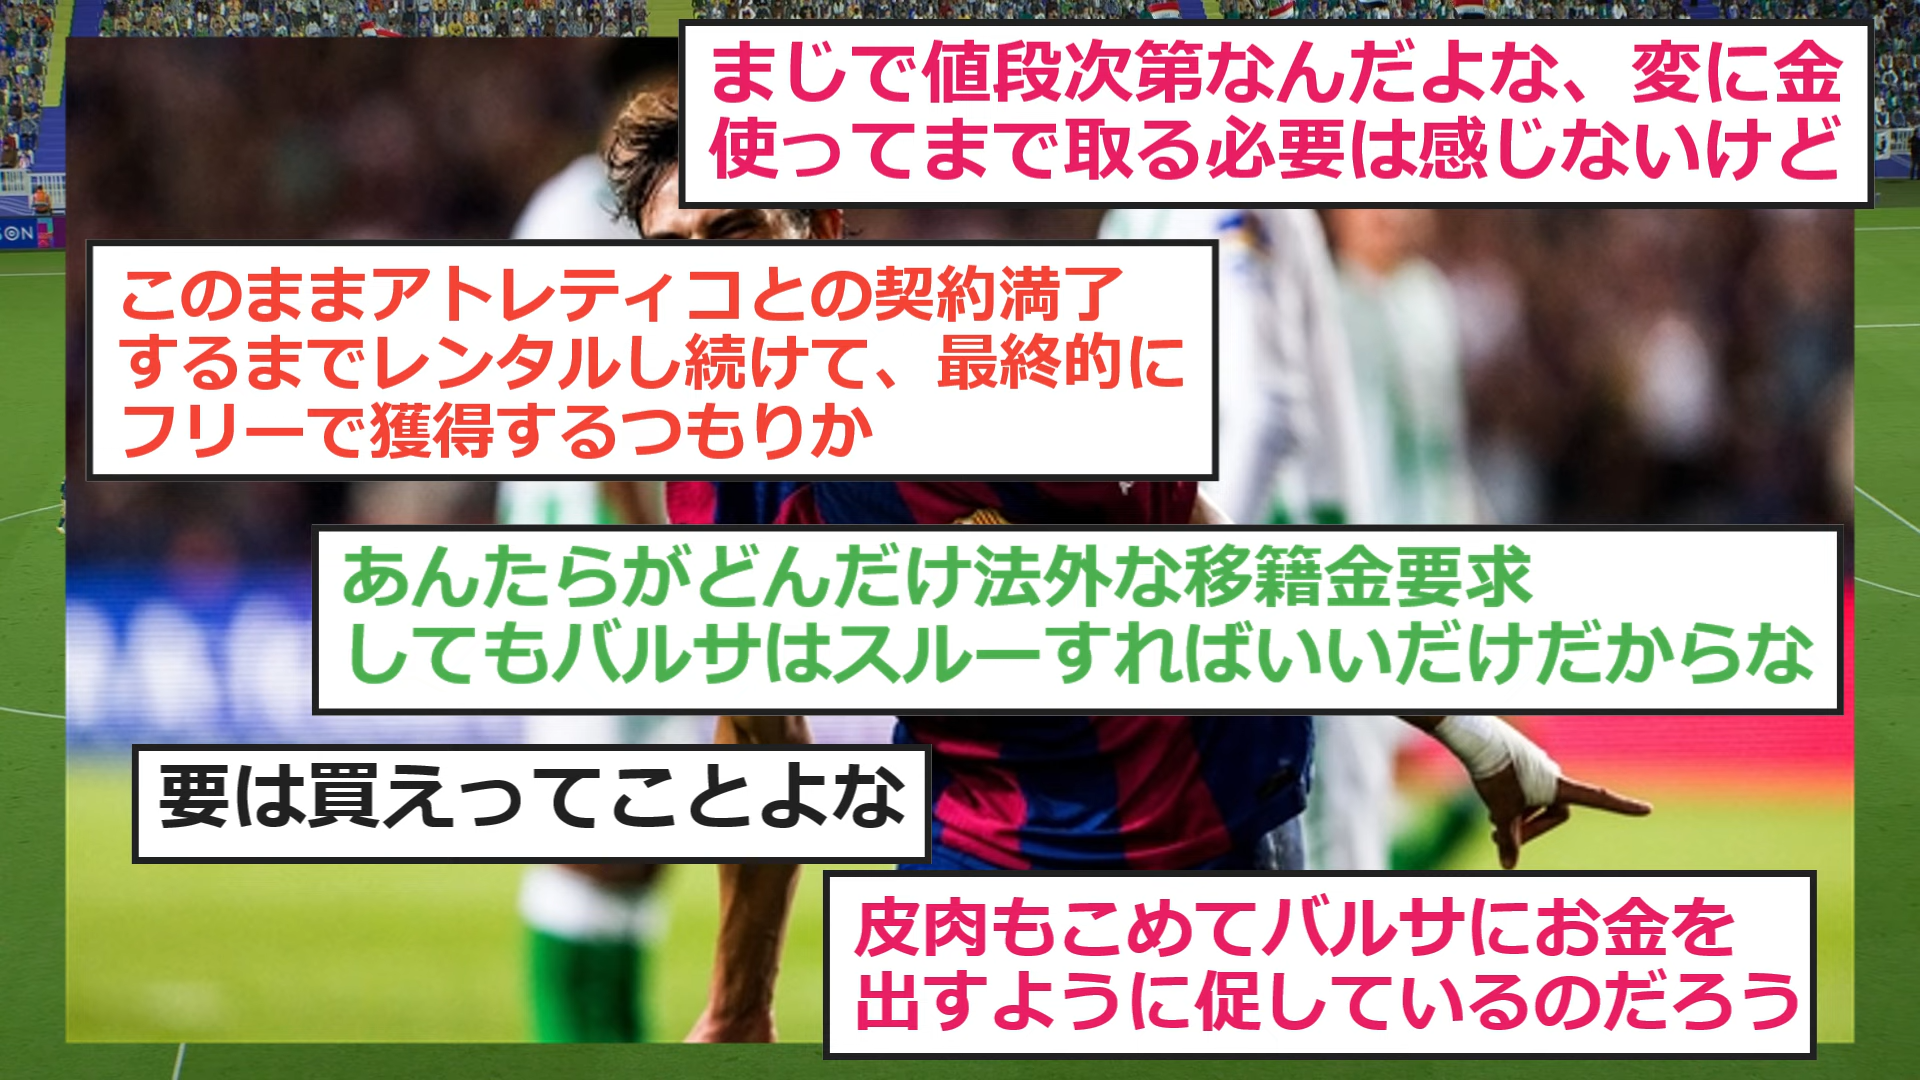 まじで値段次第なんだよな、変に金
使ってまで取る必要は感じないけど
このままアトレティコとの契約満了
するまでレンタルし続けて、最終的に
フリーで獲得するつもりか
あんたらがどんだけ法外な移籍金要求
してもバルサはスルーすればいいだけだからな
要は買えってことよな
皮肉もこめてバルサにお金を
出すように促しているのだろう